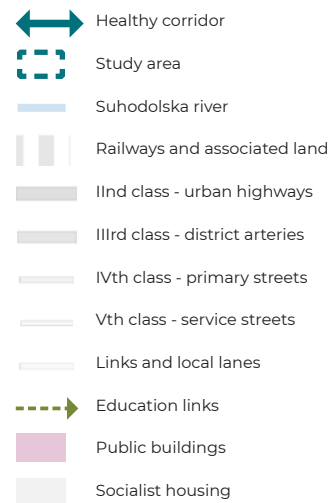 Healthy corridor
Study area
Suhodolska river
Railways and associated land
IInd class - urban highways
IIIrd class - district arteries
IVth class - primary streets
Vth class - service streets
Links and local lanes
Education links
Public buildings
Socialist housing